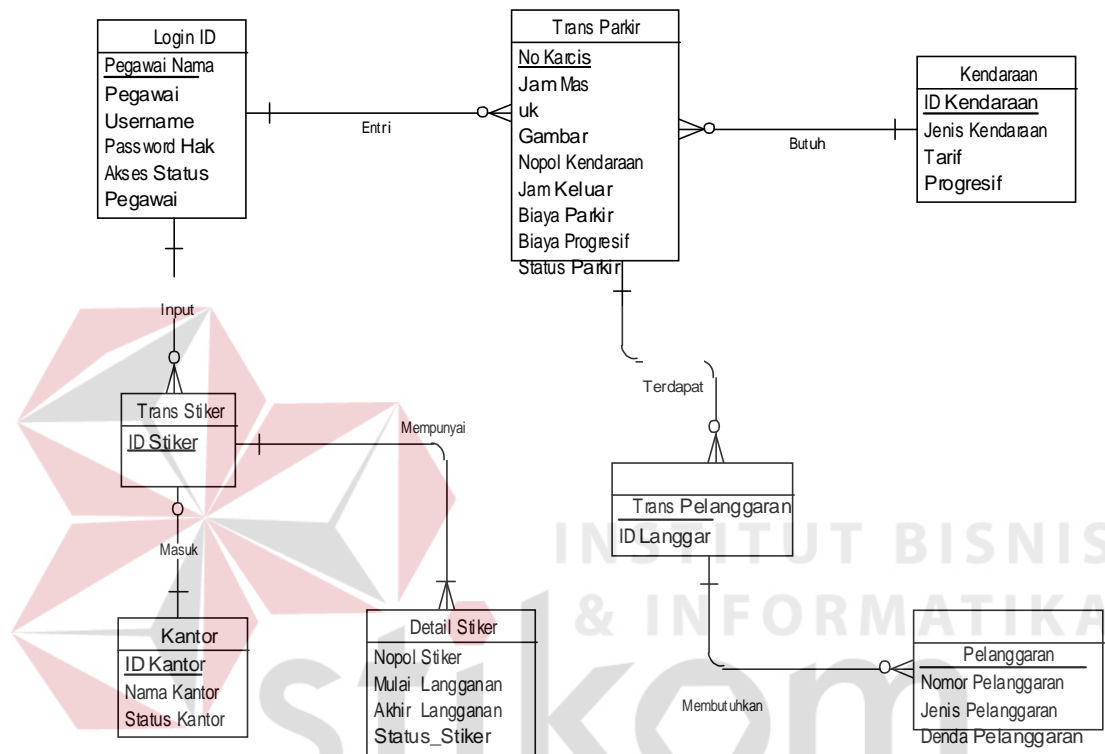 Login ID
Pegawai Nama
Pegawai
Username
Password Hak
Akses Status
Pegawai
Entri
Trans Parkir
No Karcis
Jam Mas
uk
Gambar
Nopol Kendaraan
Jam Keluar
Biaya Parkir
Biaya Progresif
Status Parkir
Butuh
Kendaraan
ID Kendaraan
Jenis Kendaraan
Tarif
Progresif
Input
Trans Stiker
ID Stiker
Mempunyai
Masuk
Kantor
ID Kantor
Nama Kantor
Status Kantor
Detail Stiker
Nopol Stiker
Mulai Langganan
Akhir Langganan
Status_Stiker
Terdapat
Trans Pelanggaran
ID Langgar
Membutuhkan
Pelanggaran
Nomor Pelanggaran
Jenis Pelanggaran
Denda Pelanggaran
INSTITUT BISNIS
& INFORMATIKA
stikom